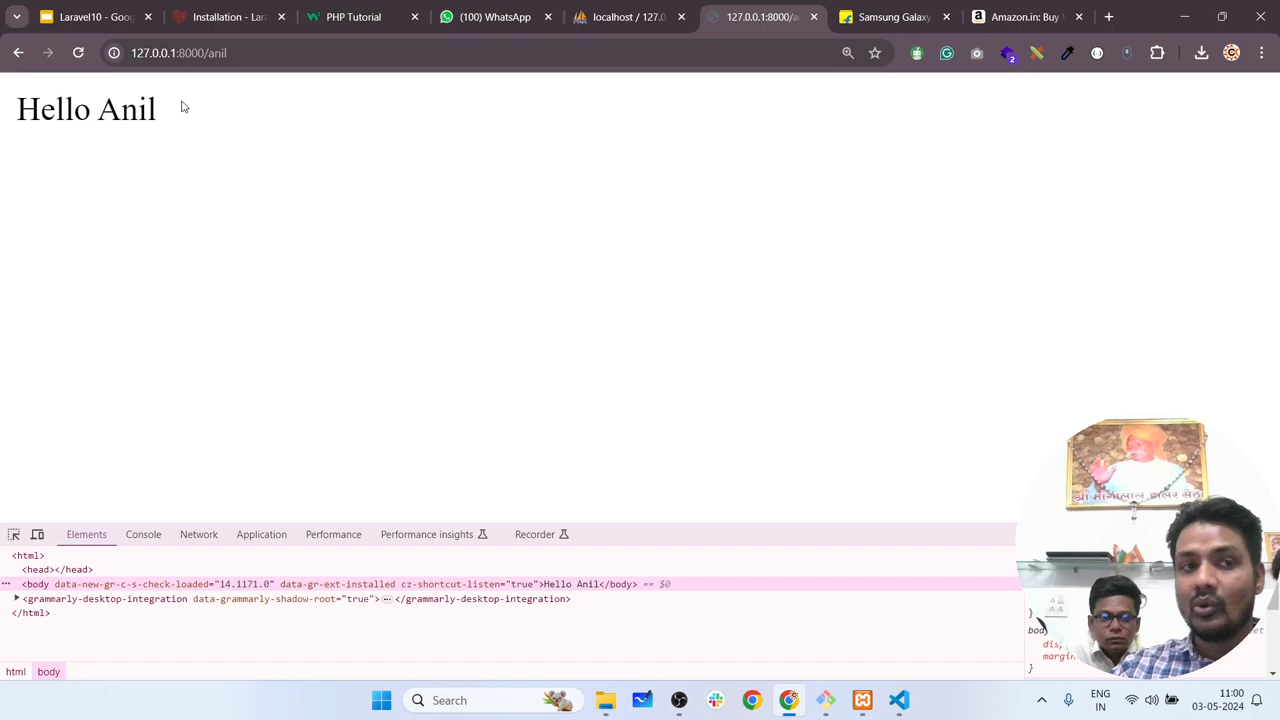 Laravel10 - Goo
Installation - Lar
PHP Tutorial
(100) WhatsApp
localhost / 127.0
127.0.0.1:8000/a
Samsung Galaxy
Amazon.in: Buy
127.0.0.1:8000/anil
2
Hello Anil
Elements
Console
Network
Application
Performance
Performance insights
Recorder
<html>
<head></head>
··· <body data-new-gr-c-s-check-loaded="14.1171.0" data-gr-ext-installed cz-shortcut-listen="true">Hello Anil</body> == $0
<grammarly-desktop-integration data-grammarly-shadow-root="true">···</grammarly-desktop-integration>
</html>
}
dis
margin
}
html
body
Search
ENG
IN
11:00
03-05-2024